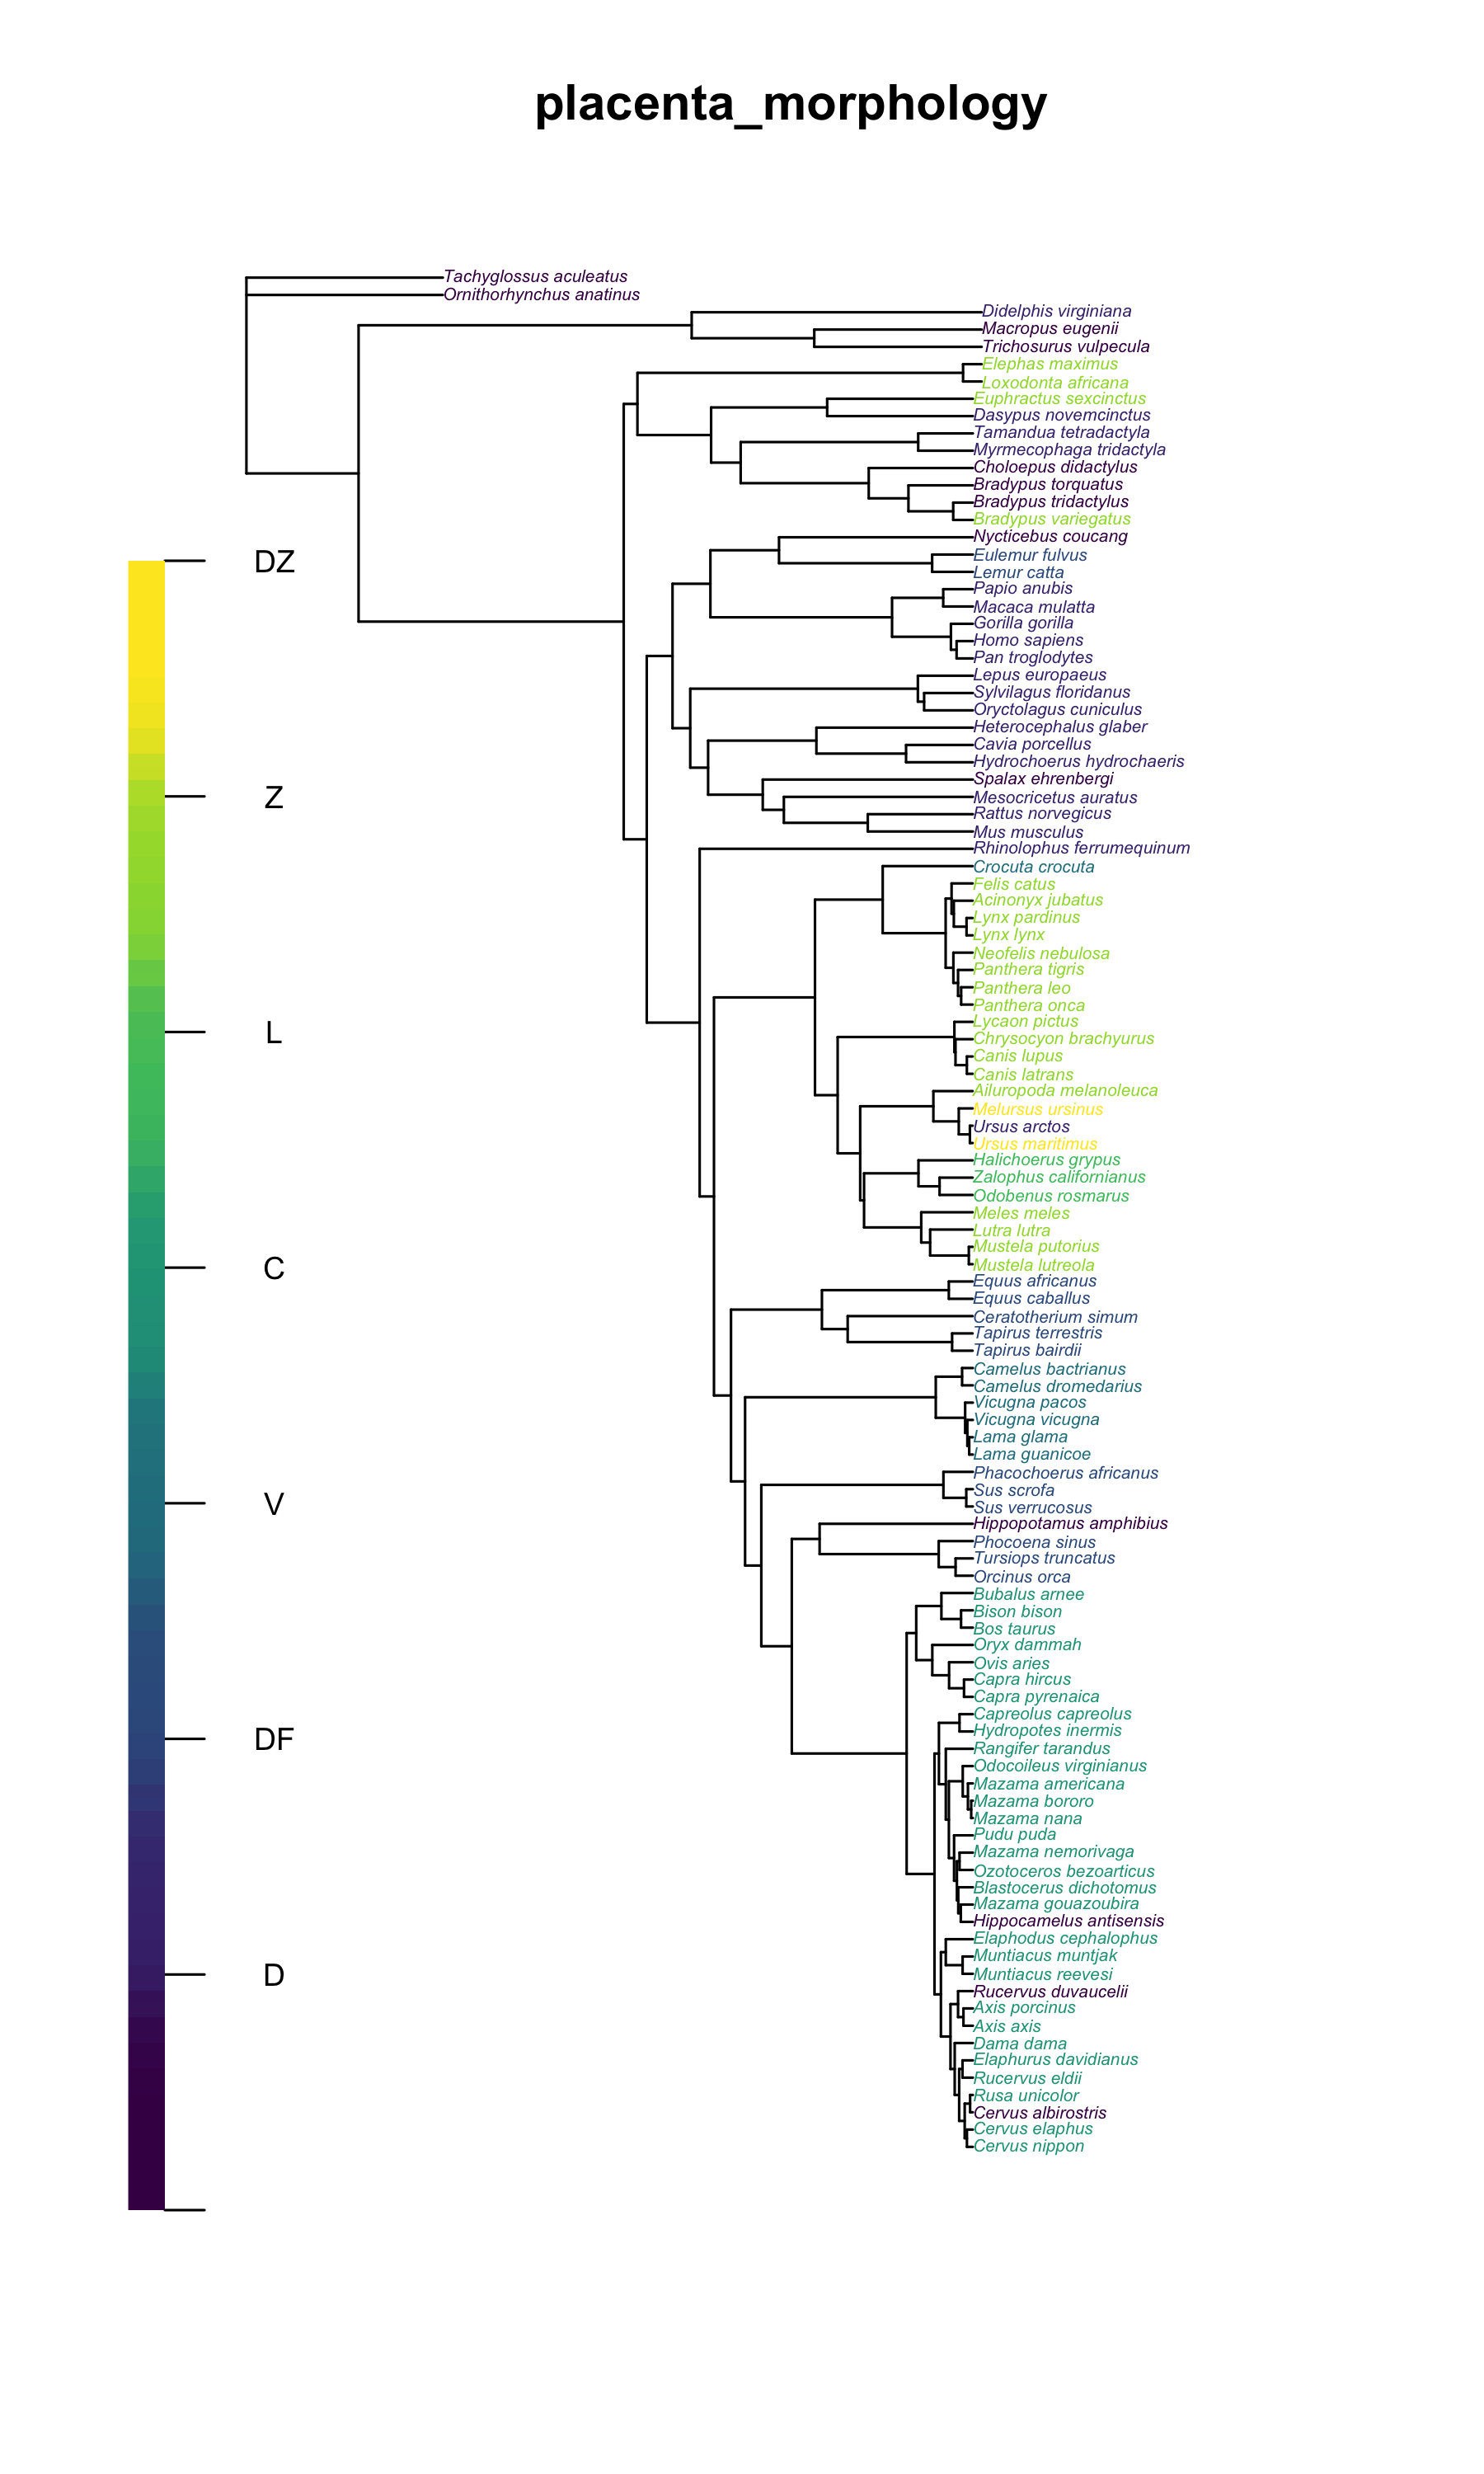 placenta_morphology
Tachyglossus aculeatus
Ornithorhynchus anatinus
Didelphis virginiana
Macropus eugenii
Trichosurus vulpecula
Elephas maximus
Loxodonta africana
Euphractus sexcinctus
Dasypus novemcinctus
Tamandua tetradactyla
Myrmecophaga tridactyla
Choloepus didactylus
Bradypus torquatus
Bradypus tridactylus
Bradypus variegatus
Nycticebus coucang
Eulemur fulvus
Lemur catta
Papio anubis
Macaca mulatta
Gorilla gorilla
Homo sapiens
Pan troglodytes
Lepus europaeus
Sylvilagus floridanus
Oryctolagus cuniculus
Heterocephalus glaber
Cavia porcellus
Hydrochoerus hydrochaeris
Spalax ehrenbergi
Mesocricetus auratus
Rattus norvegicus
Mus musculus
Rhinolophus ferrumequinum
Crocuta crocuta
Felis catus
Acinonyx jubatus
Lynx pardinus
Lynx lynx
Neofelis nebulosa
Panthera tigris
Panthera leo
Panthera onca
Lycaon pictus
Chrysocyon brachyurus
Canis lupus
Canis latrans
Ailuropoda melanoleuca
Melursus ursinus
Ursus arctos
Ursus maritimus
Halichoerus grypus
Zalophus californianus
Odobenus rosmarus
Meles meles
Lutra lutra
Mustela putorius
Mustela lutreola
Equus africanus
Equus caballus
Ceratotherium simum
Tapirus terrestris
Tapirus bairdii
Camelus bactrianus
Camelus dromedarius
Vicugna pacos
Vicugna vicugna
Lama glama
Lama guanicoe
Phacochoerus africanus
Sus scrofa
Sus verrucosus
Hippopotamus amphibius
Phocoena sinus
Tursiops truncatus
Orcinus orca
Bubalus arnee
Bison bison
Bos taurus
Oryx dammah
Ovis aries
Capra hircus
Capra pyrenaica
Capreolus capreolus
Hydropotes inermis
Rangifer tarandus
Odocoileus virginianus
Mazama americana
Mazama bororo
Mazama nana
Pudu puda
Mazama nemorivaga
Ozotoceros bezoarticus
Blastocerus dichotomus
Mazama gouazoubira
Hippocamelus antisensis
Elaphodus cephalophus
Muntiacus muntjak
Muntiacus reevesi
Rucervus duvaucelii
Axis porcinus
Axis axis
Dama dama
Elaphurus davidianus
Rucervus eldii
Rusa unicolor
Cervus albirostris
Cervus elaphus
Cervus nippon
DZ
Z
L
C
V
DF
D